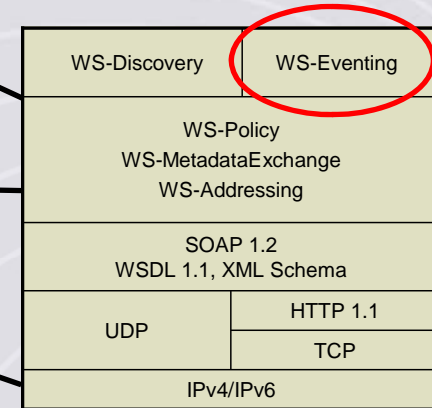 WS-Discovery
WS-Eventing
WS-Policy
WS-MetadataExchange
WS-Addressing
SOAP 1.2
WSDL 1.1, XML Schema
UDP
HTTP 1.1
TCP
IPv4/IPv6